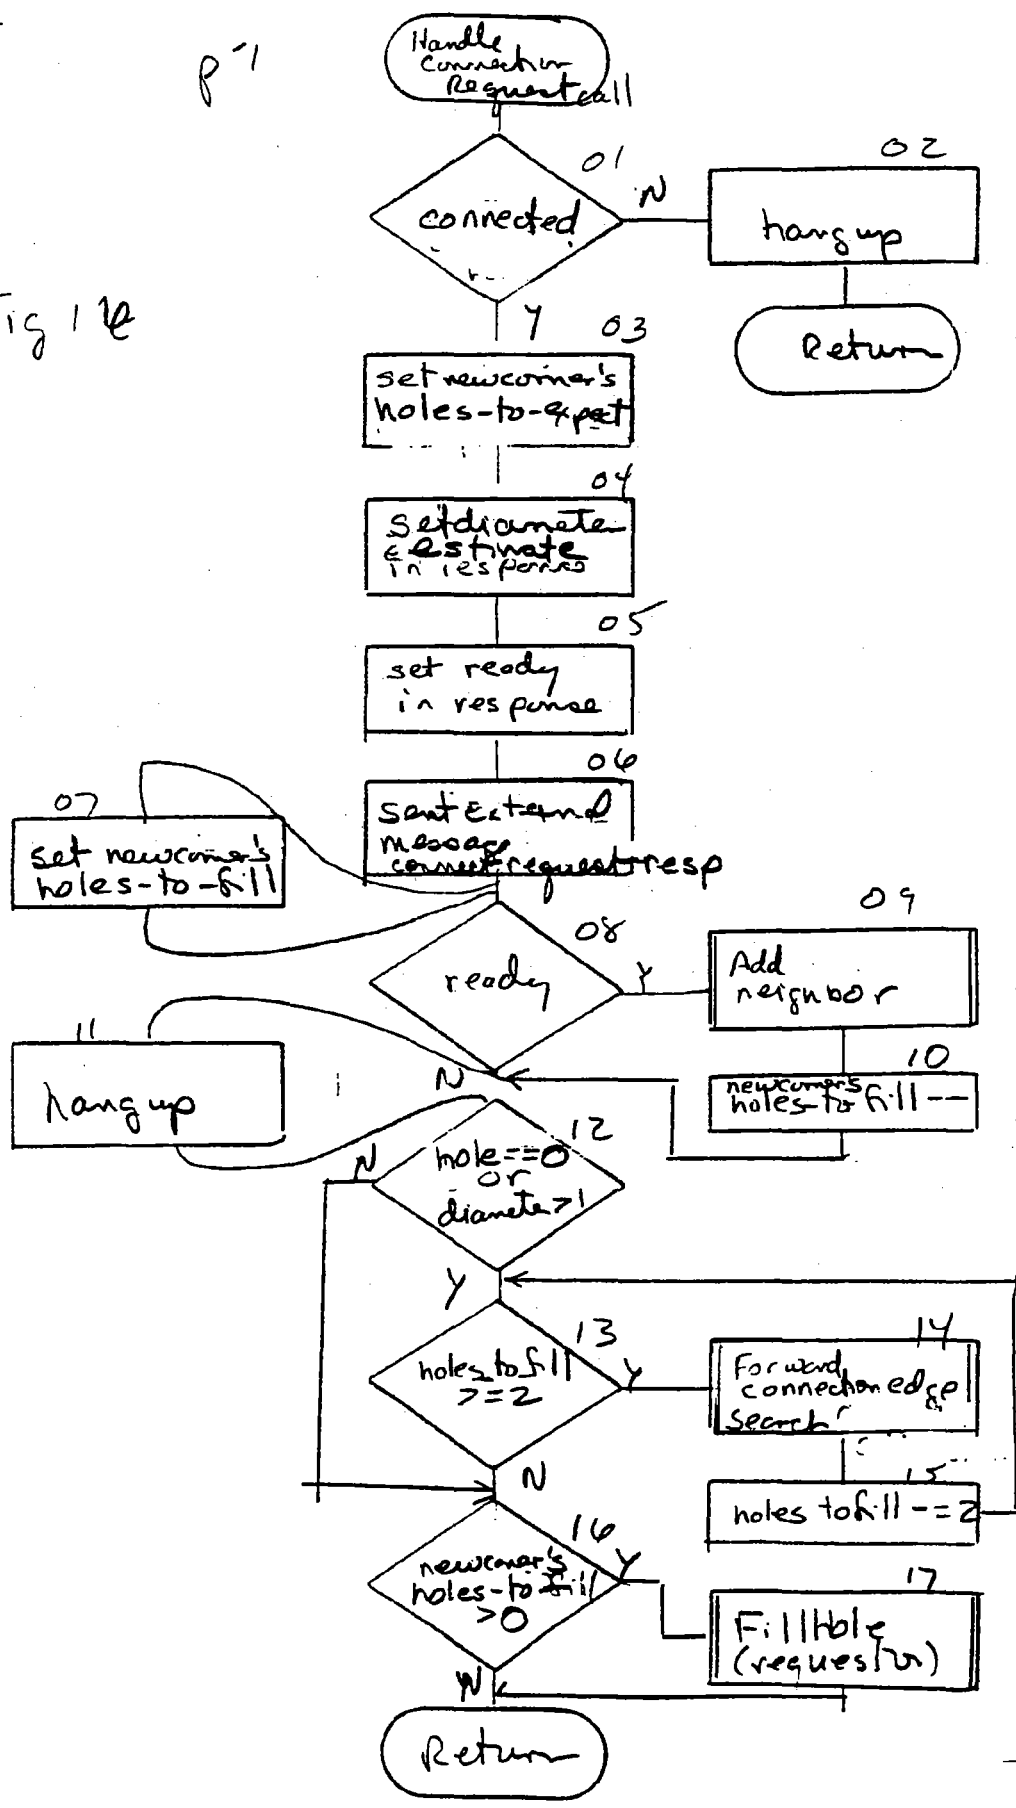 Handle
Connection
Request call
01
connected
N
02
hang up
Return
Y
03
set newcomer's
holes-to-expect
04
Set diameter
estimate
in response
05
set ready
in response
06
Sent External
message
connect-request-resp
07
set newcomer's
holes-to-fill
08
ready
Y
09
Add
neighbor
10
newcomer's
holes-to fill --
N
11
hang up
12
hole==0
or
diameter >1
N
Y
13
holes to fill
>=2
Y
14
Forward
connection edge
search
15
holes to fill -= 2
N
16
newcomer's
holes-to-fill
>0
Y
17
Fill Hole
(requestor)
N
Return